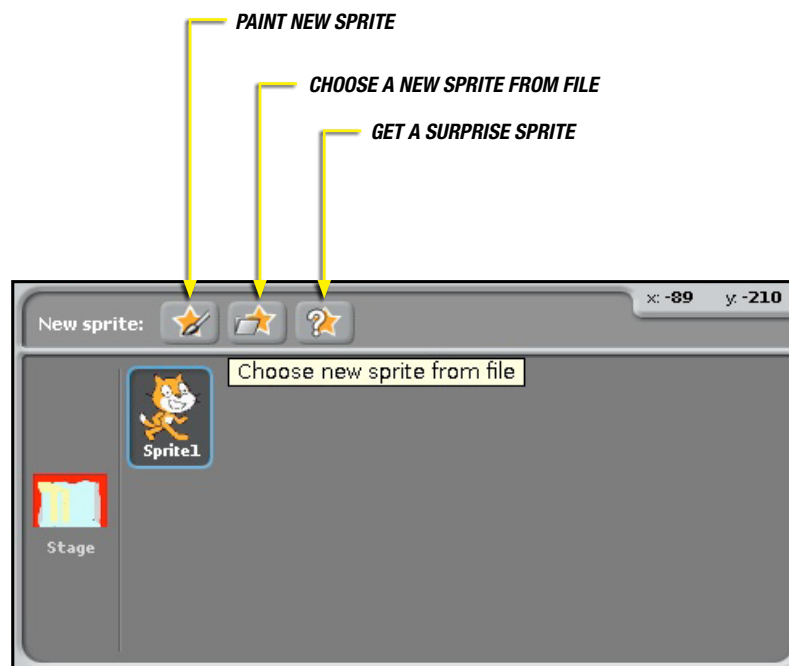 PAINT NEW SPRITE
CHOOSE A NEW SPRITE FROM FILE
GET A SURPRISE SPRITE
x: -89 y: -210
New sprite:
Choose new sprite from file
Sprite1
Stage